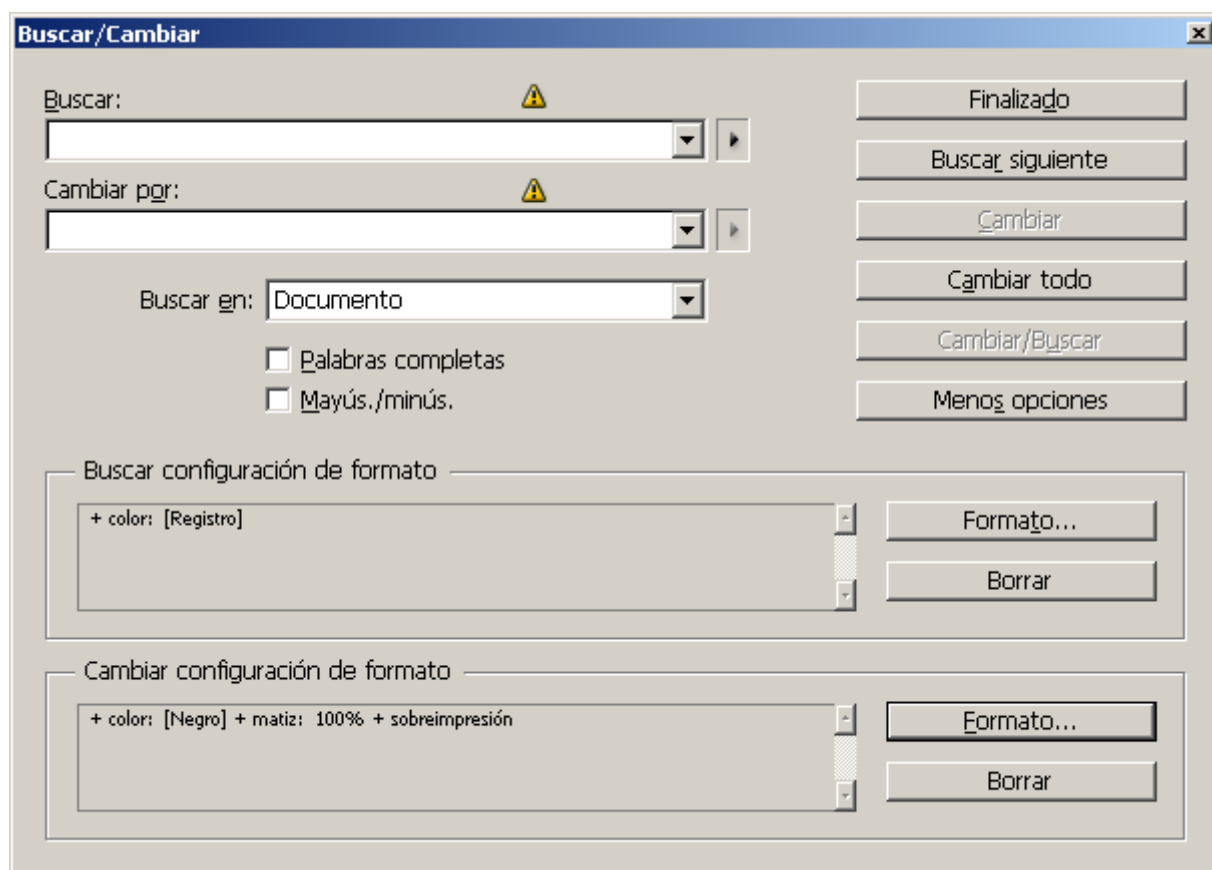 Buscar/Cambiar
Buscar:
Finalizado
Buscar siguiente
Cambiar por:
Cambiar
Buscar en: Documento
Cambiar todo
Palabras completas
Cambiar/Buscar
Mayús./minús.
Menos opciones
Buscar configuración de formato
+ color: [Registro]
Formato...
Borrar
Cambiar configuración de formato
+ color: [Negro] + matiz: 100% + sobreimpresión
Formato...
Borrar